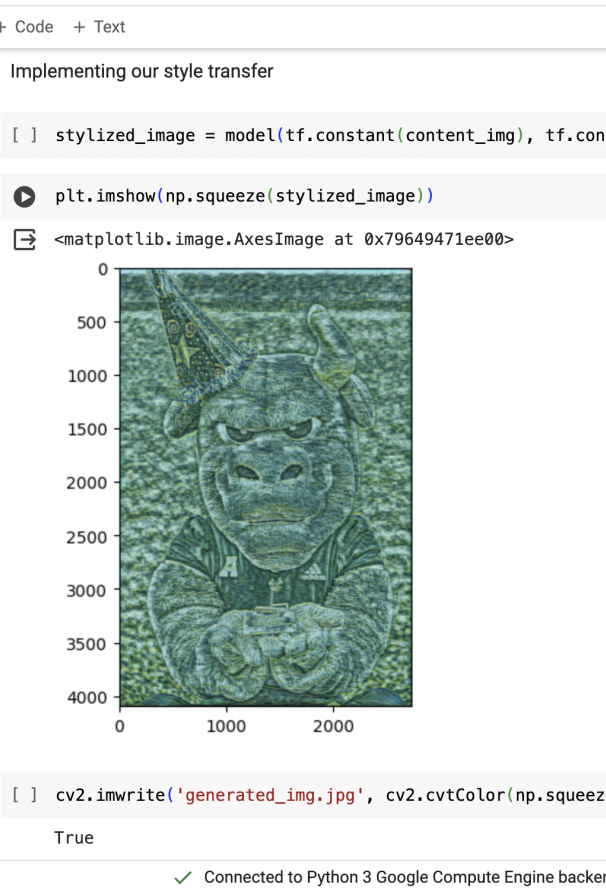 + Code + Text
Implementing our style transfer
[ ] stylized_image = model(tf.constant(content_img), tf.con
plt.imshow(np.squeeze(stylized_image))
<matplotlib.image.AxesImage at 0x79649471ee00>
0
500
1000
1500
2000
2500
3000
3500
4000
0 1000 2000
A
[ ] cv2.imwrite('generated_img.jpg', cv2.cvtColor(np.squeez
True
Connected to Python 3 Google Compute Engine backer